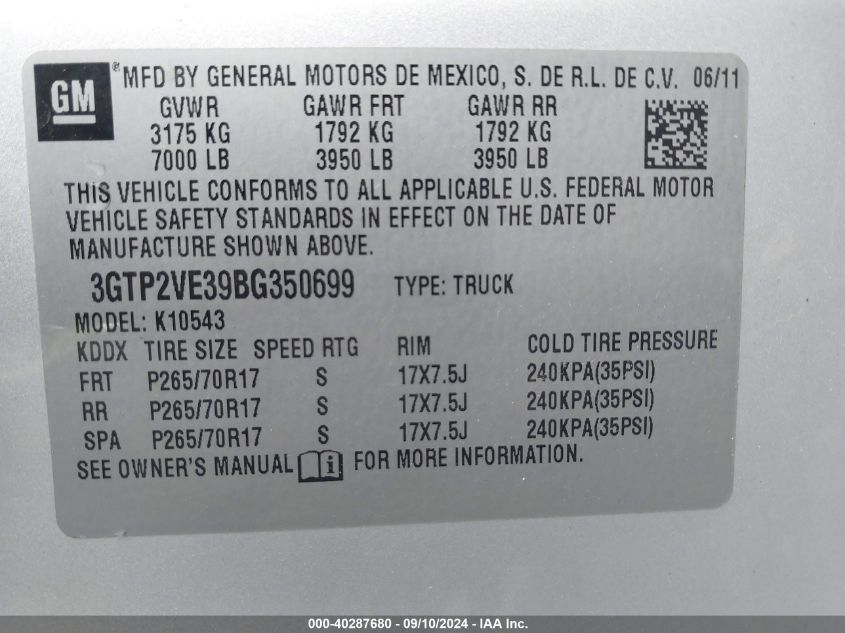 GM ® MFD BY GENERAL MOTORS DE MEXICO, S. DE R.L. DE C.V. 06/11
GVWR GAWR FRT GAWR RR
3175 KG 1792 KG 1792 KG
7000 LB 3950 LB 3950 LB
THIS VEHICLE CONFORMS TO ALL APPLICABLE U.S. FEDERAL MOTOR
VEHICLE SAFETY STANDARDS IN EFFECT ON THE DATE OF
MANUFACTURE SHOWN ABOVE.
3GTP2VE39BG350699 TYPE: TRUCK
MODEL: K10543
KDDX TIRE SIZE SPEED RTG RIM COLD TIRE PRESSURE
FRT P265/70R17 S 17X7.5J 240KPA(35PSI)
RR P265/70R17 S 17X7.5J 240KPA(35PSI)
SPA P265/70R17 S 17X7.5J 240KPA(35PSI)
SEE OWNER'S MANUAL i FOR MORE INFORMATION.
000-40287680 - 09/10/2024 - IAA Inc.